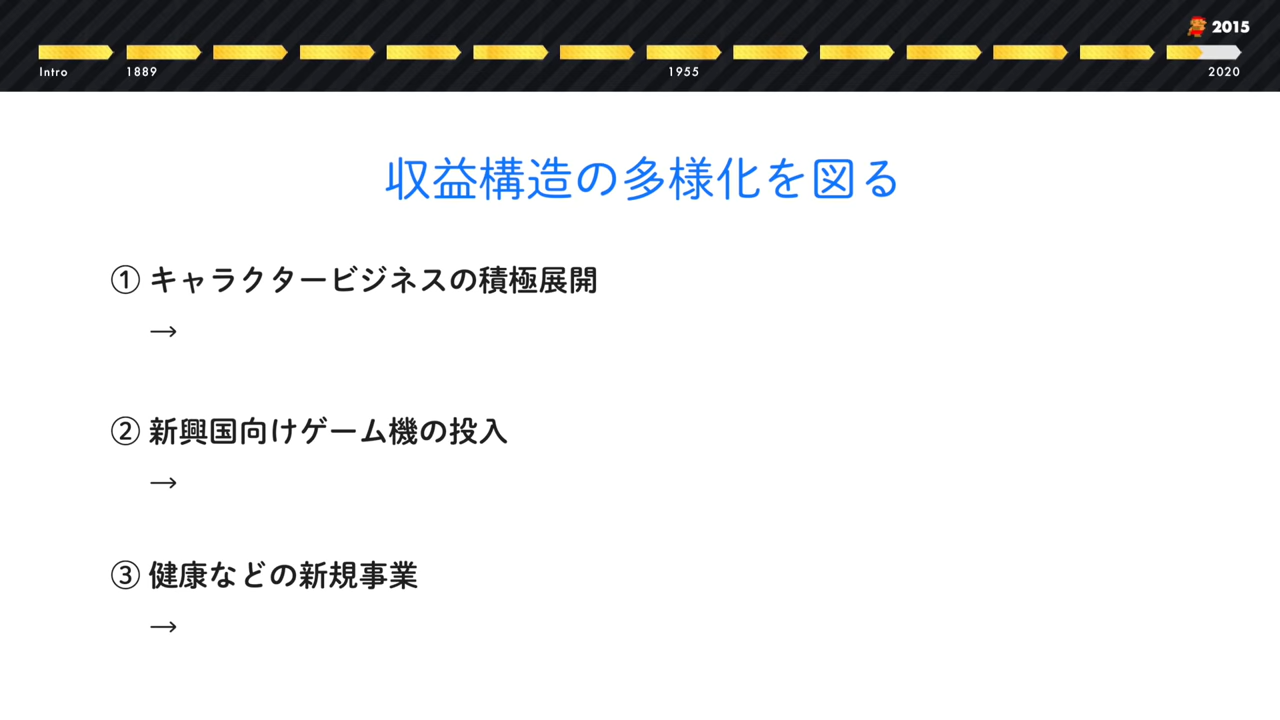 2015
Intro
1889
1955
2020
収益構造の多様化を図る
① キャラクタービジネスの積極展開
→
② 新興国向けゲーム機の投入
→
③ 健康などの新規事業
→